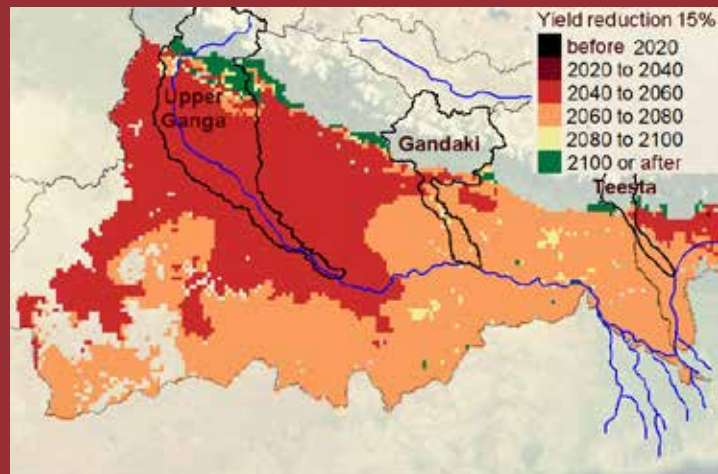 Yield reduction 15%
before 2020
2020 to 2040
2040 to 2060
2060 to 2080
2080 to 2100
2100 or after
Upper
Ganga
Gandaki
Teesta